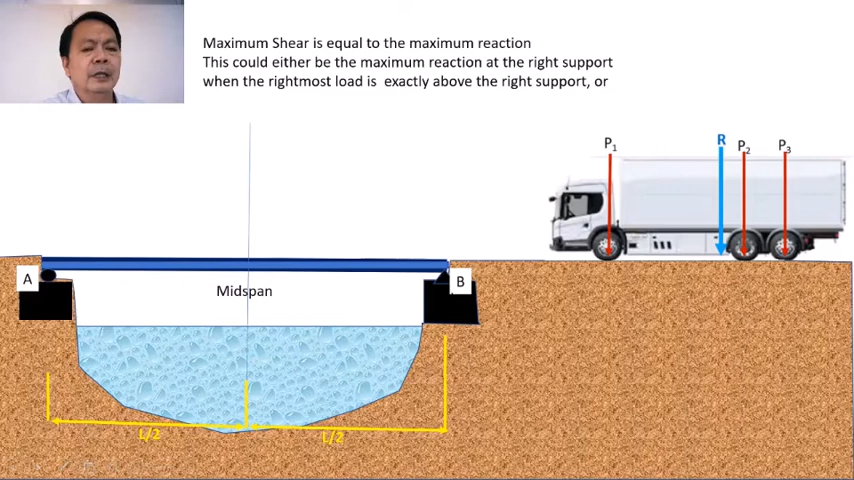 Maximum Shear is equal to the maximum reaction
This could either be the maximum reaction at the right support
when the rightmost load is exactly above the right support, or
P1
R
P2
P3
A
B
Midspan
L/2
L/2